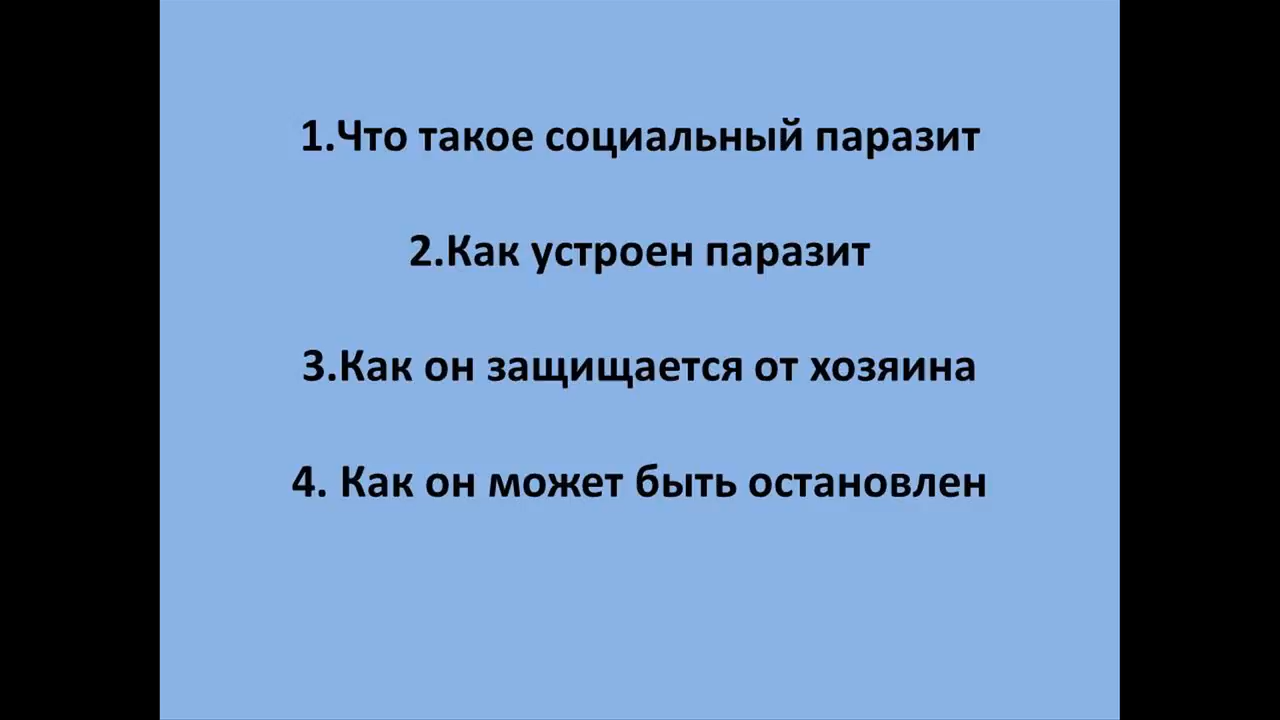 1.Что такое социальный паразит
2.Как устроен паразит
3.Как он защищается от хозяина
4. Как он может быть остановлен